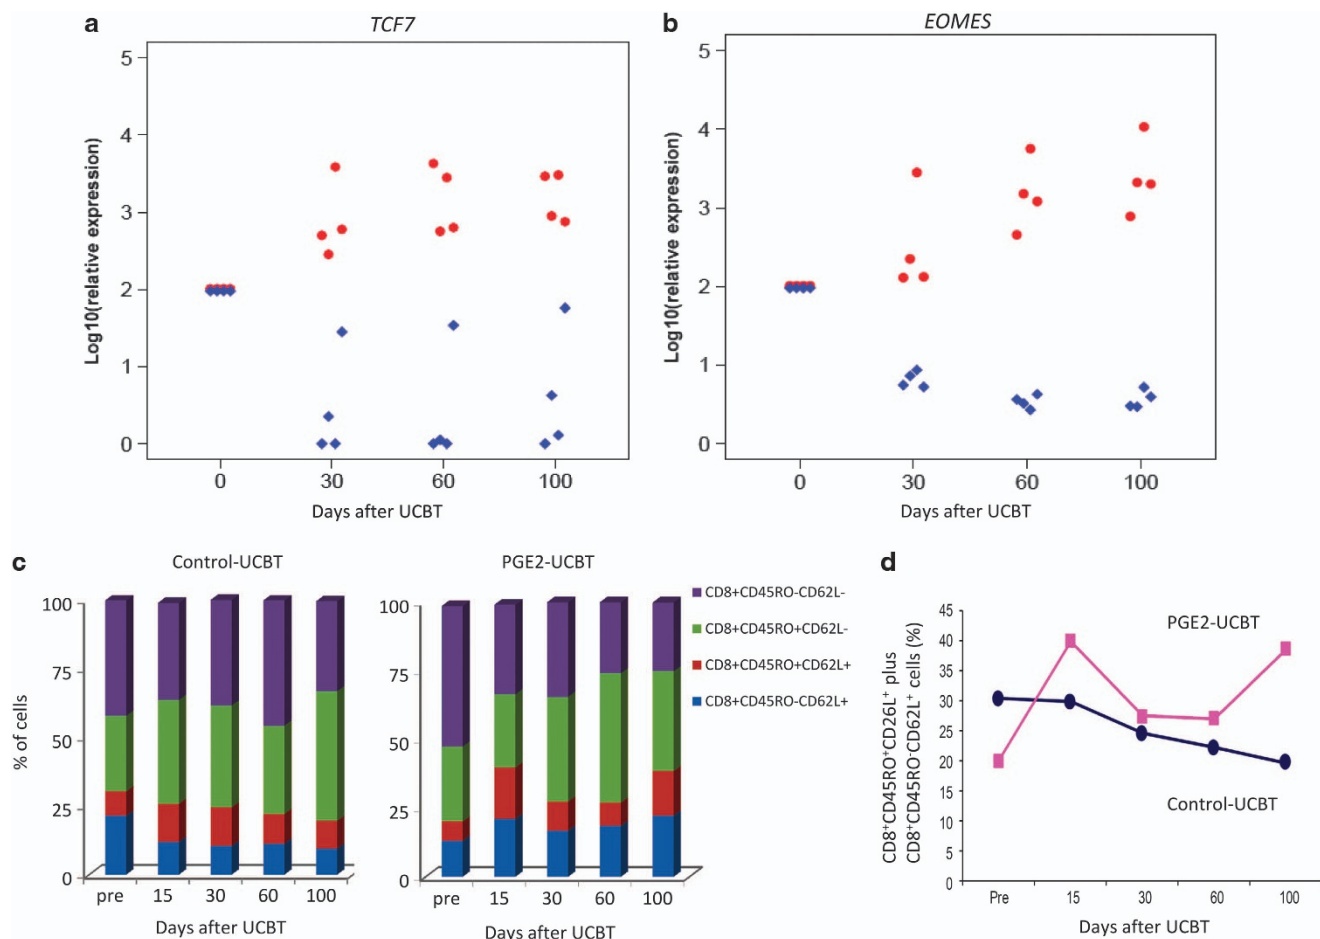 a
TCF7
5
4
3
2
1
0
Log10(relative expression)
0 30 60 100
Days after UCBT
b
EOMES
5
4
3
2
1
0
Log10(relative expression)
0 30 60 100
Days after UCBT
c
Control-UCBT
100
75
50
25
0
% of cells
pre 15 30 60 100
Days after UCBT
PGE2-UCBT
100
75
50
25
0
pre 15 30 60 100
Days after UCBT
CD8+CD45RO-CD62L-
CD8+CD45RO+CD62L-
CD8+CD45RO+CD62L+
CD8+CD45RO-CD62L+
d
CD8⁺CD45RO⁺CD26L⁺ plus
CD8⁺CD45RO⁻CD62L⁺ cells (%)
45
40
35
30
25
20
15
10
5
0
PGE2-UCBT
Control-UCBT
Pre 15 30 60 100
Days after UCBT